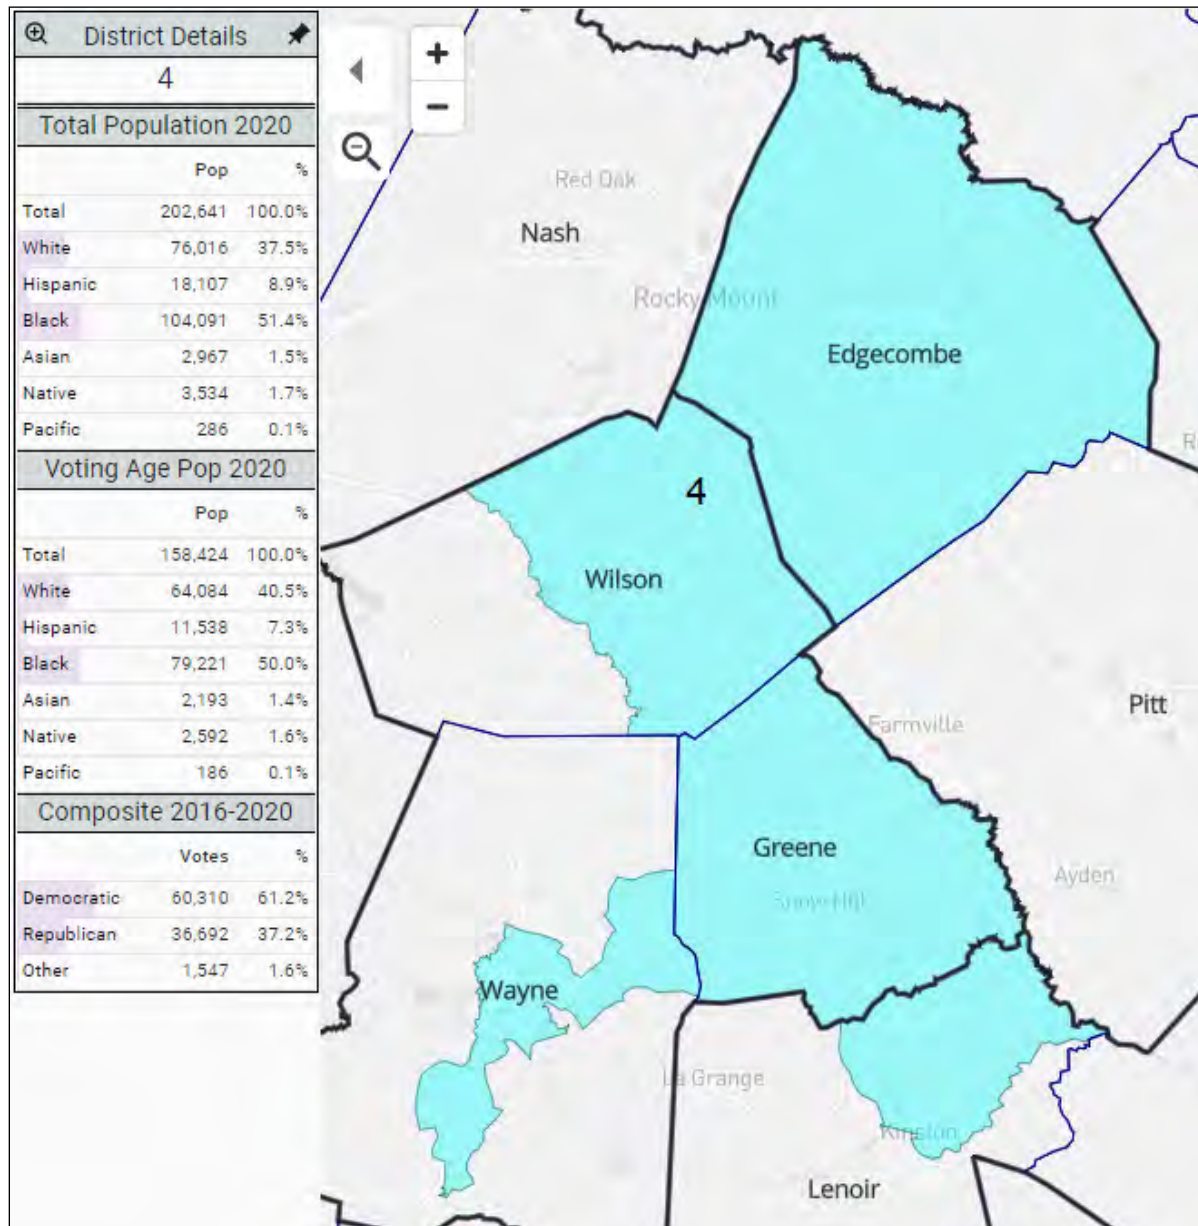 District Details
4
Total Population 2020
Pop %
Total 202,641 100.0%
White 76,016 37.5%
Hispanic 18,107 8.9%
Black 104,091 51.4%
Asian 2,967 1.5%
Native 3,534 1.7%
Pacific 286 0.1%
Voting Age Pop 2020
Pop %
Total 158,424 100.0%
White 64,084 40.5%
Hispanic 11,538 7.3%
Black 79,221 50.0%
Asian 2,193 1.4%
Native 2,592 1.6%
Pacific 186 0.1%
Composite 2016-2020
Votes %
Democratic 60,310 61.2%
Republican 36,692 37.2%
Other 1,547 1.6%
+
−
Red Oak
Nash
Rocky Mount
Edgecombe
R
4
Wilson
Pitt
Farmville
Greene
Ayden
Snow Hill
Wayne
La Grange
Kinston
Lenoir